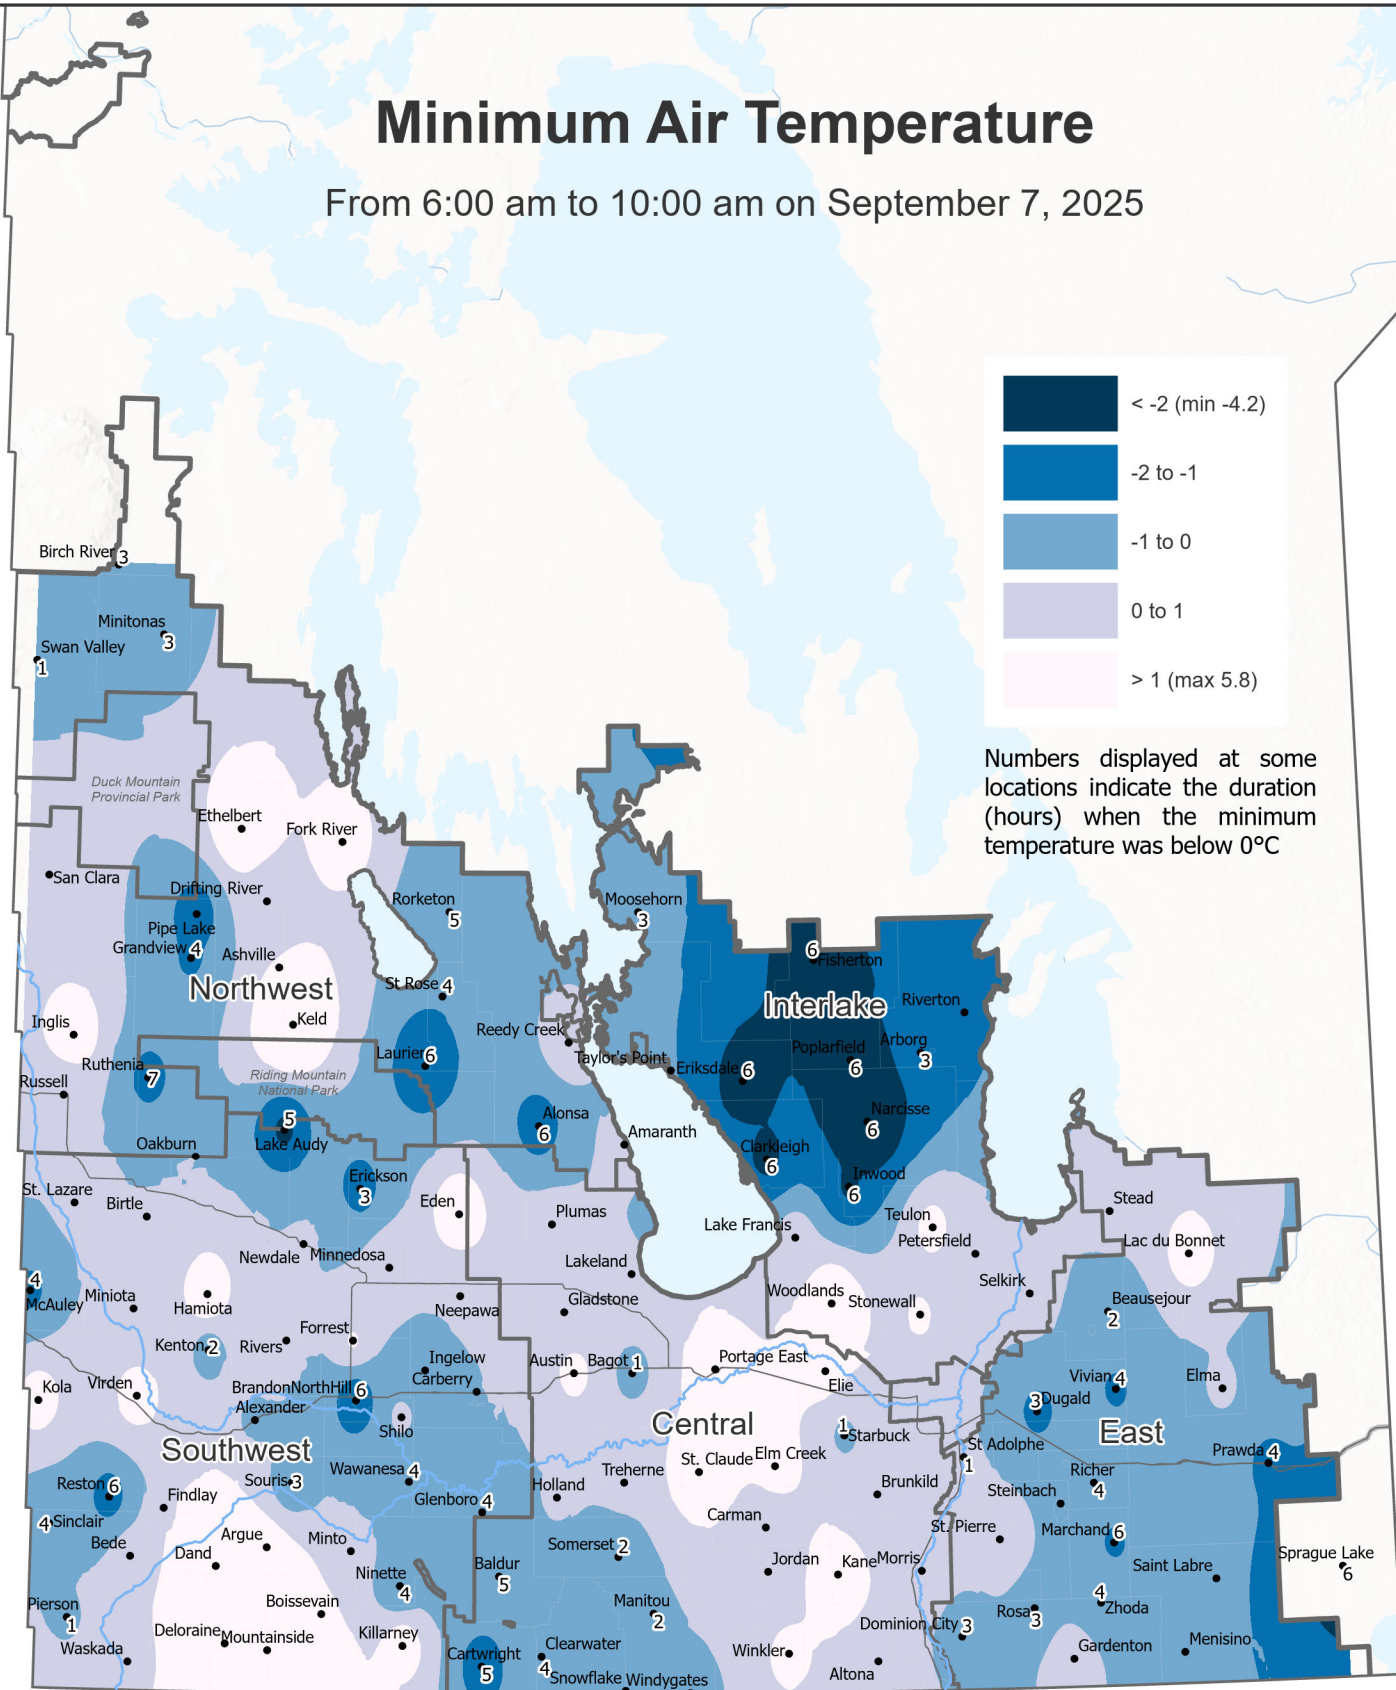 Minimum Air Temperature
From 6:00 am to 10:00 am on September 7, 2025
< -2 (min -4.2)
-2 to -1
-1 to 0
0 to 1
> 1 (max 5.8)
Numbers displayed at some
locations indicate the duration
(hours) when the minimum
temperature was below 0°C
Birch River 3
Minitonas
3
Swan Valley
1
Duck Mountain
Provincial Park
Ethelbert
Fork River
San Clara
Drifting River
Pipe Lake
Grandview 4
Ashville
Northwest
Keld
Inglis
Ruthenia
7
Russell
Riding Mountain
National Park
5
Lake Audy
Oakburn
Rorketon
5
St Rose 4
Laurier 6
Reedy Creek
Alonsa
6
Erickson
3
Moosehorn
3
Taylor's Point
Eriksdale 6
Amaranth
6
Fisherton
Interlake
Riverton
Poplarfield
6
Arborg
3
Narcisse
6
Clarkleigh
6
Inwood
6
Teulon
Petersfield
Lake Francis
Woodlands
Stonewall
Selkirk
Stead
Lac du Bonnet
St. Lazare
Birtle
Eden
Plumas
Newdale
Minnedosa
Lakeland
4
McAuley
Miniota
Hamiota
Neepawa
Gladstone
Kenton 2
Rivers
Forrest
Beausejour
2
Kola
Virden
BrandonNorthHill 6
Alexander
Ingelow
Carberry
Austin
Bagot 1
Portage East
Elie
Shilo
Vivian 4
Elma
3 Dugald
Southwest
Central
East
1
Starbuck
St Adolphe
1
Prawda 4
Reston 6
Findlay
Souris 3
Wawanesa 4
Glenboro 4
Holland
Treherne
St. Claude
Elm Creek
Brunkild
Richer
4
Steinbach
4 Sinclair
Bede
Argue
Dand
Minto
Carman
St. Pierre
Marchand 6
Somerset 2
Ninette
4
Baldur
5
Jordan
Kane
Morris
Saint Labre
Sprague Lake
6
Pierson
1
Boissevain
Manitou
2
4
Zhoda
Rosa 3
Deloraine
Mountainside
Killarney
Waskada
Cartwright
5
Clearwater
4
Snowflake
Windygates
Winkler
Altona
Dominion City 3
Gardenton
Menisino